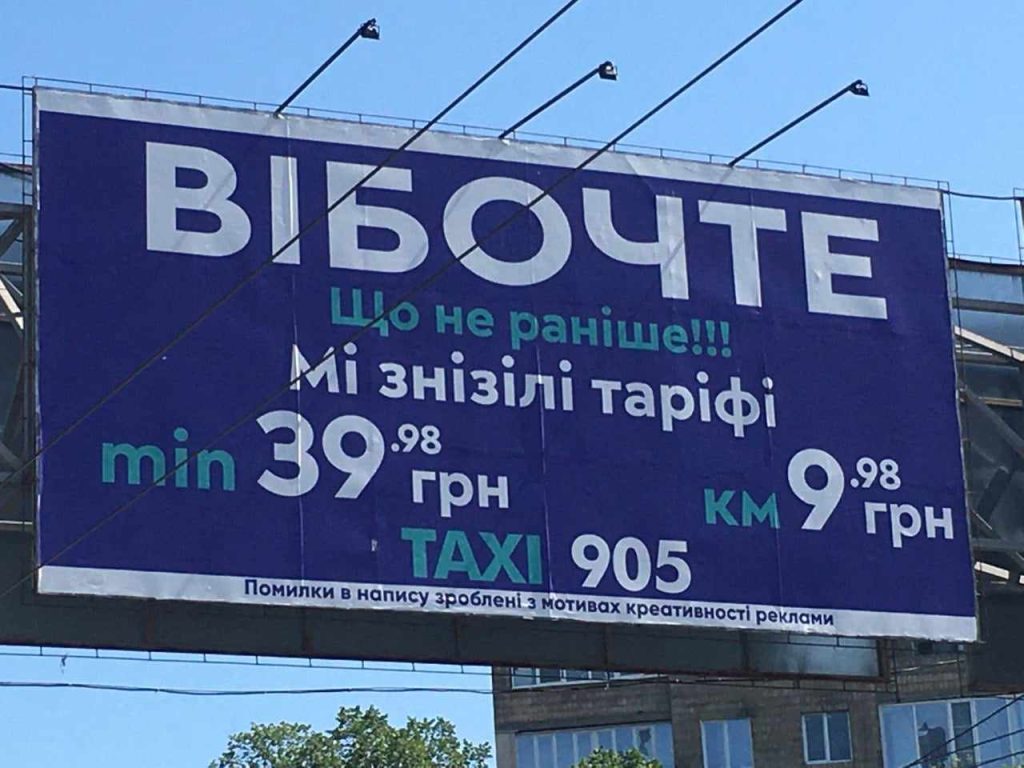 ВІБОЧТЕ
Що не раніше!!!
Мі знізілі таріфі
min 39.98 грн
км 9.98 грн
TAXI 905
Помилки в напису зроблені з мотивах креативності реклами